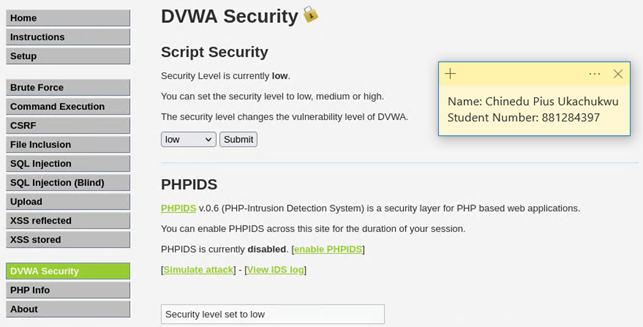 Home
Instructions
Setup
Brute Force
Command Execution
CSRF
File Inclusion
SQL Injection
SQL Injection (Blind)
Upload
XSS reflected
XSS stored
DVWA Security
PHP Info
About
DVWA Security
Script Security
Security Level is currently low.
You can set the security level to low, medium or high.
The security level changes the vulnerability level of DVWA.
low Submit
PHPIDS
PHPIDS v.0.6 (PHP-Intrusion Detection System) is a security layer for PHP based web applications.
You can enable PHPIDS across this site for the duration of your session.
PHPIDS is currently disabled. [enable PHPIDS]
[Simulate attack] - [View IDS log]
Security level set to low
Name: Chinedu Pius Ukachukwu
Student Number: 881284397